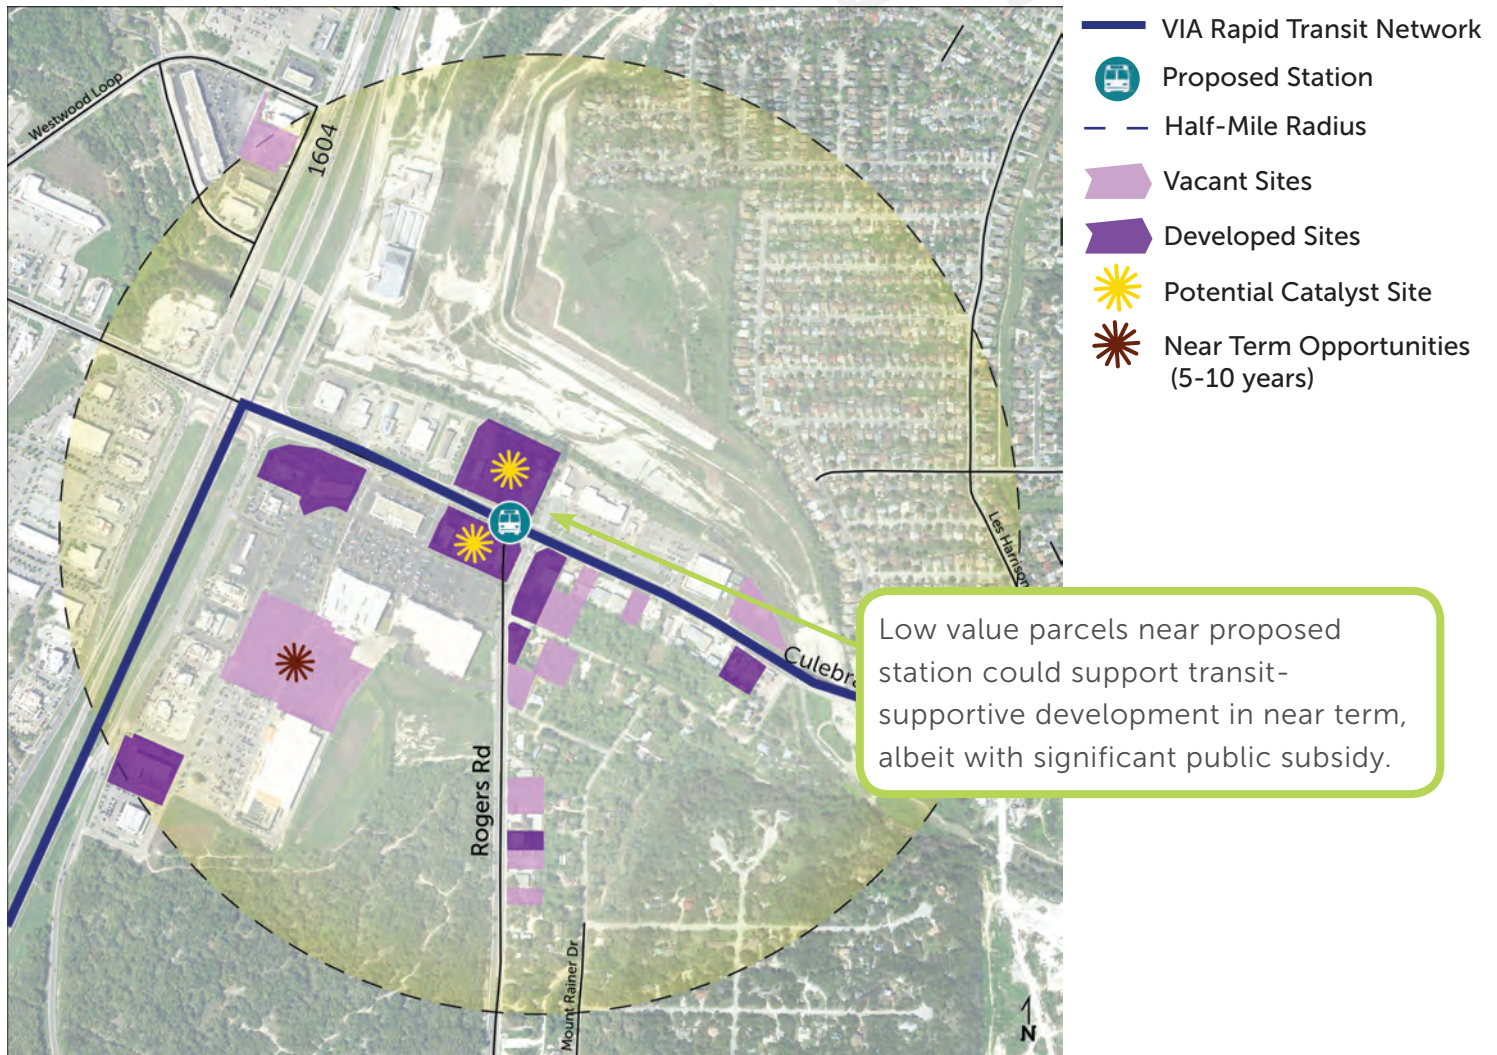 Westwood Loop
1604
Les Harrison
Culebra
Rogers Rd
Mount Rainer Dr
N
VIA Rapid Transit Network
Proposed Station
Half-Mile Radius
Vacant Sites
Developed Sites
Potential Catalyst Site
Near Term Opportunities
(5-10 years)
Low value parcels near proposed
station could support transit-
supportive development in near term,
albeit with significant public subsidy.